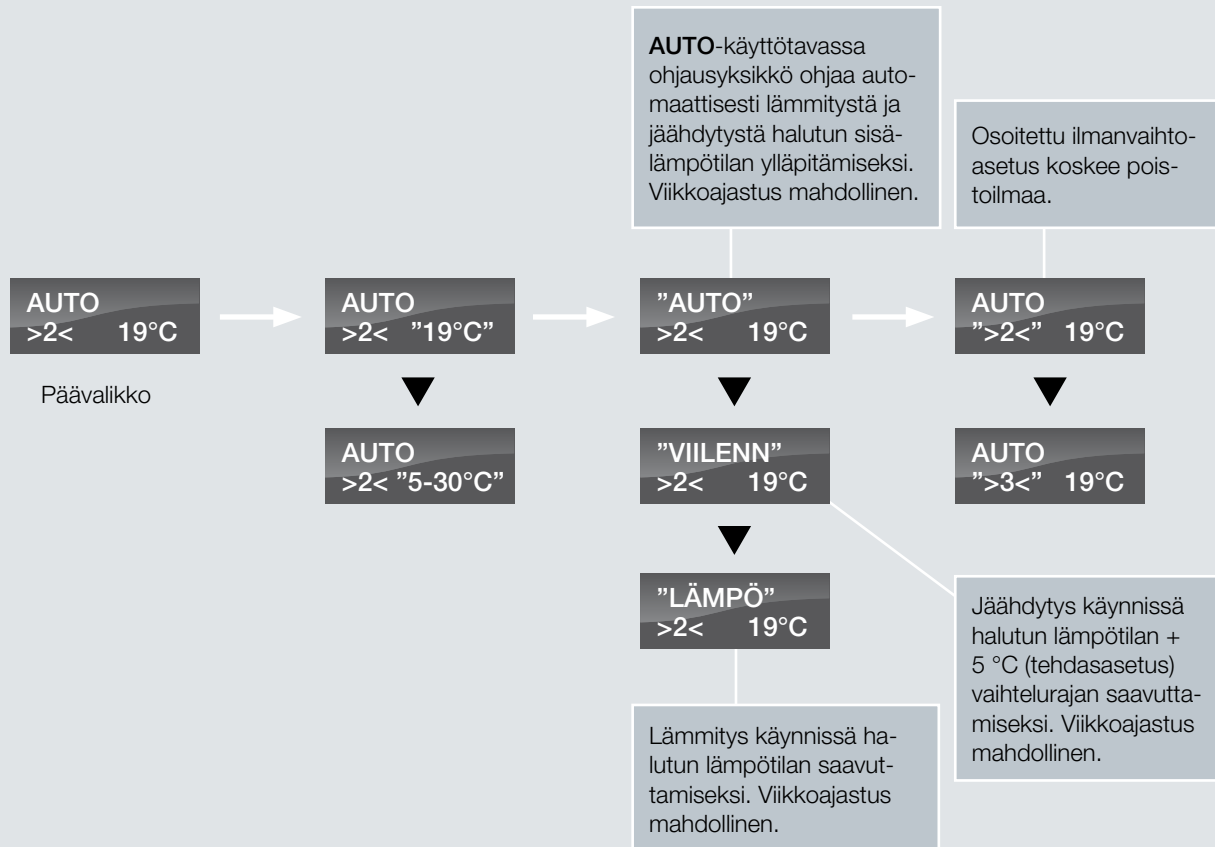 AUTO-käyttötavassa
ohjausyksikkö ohjaa auto-
maattisesti lämmitystä ja
jäähdytystä halutun sisä-
lämpötilan ylläpitämiseksi.
Viikkoajastus mahdollinen.
Osoitettu ilmanvaihto-
asetus koskee pois-
toilmaa.
AUTO
>2< 19°C
Päävalikko
AUTO
>2< ”19°C”
”AUTO”
>2< 19°C
AUTO
”>2<” 19°C
AUTO
>2< ”5-30°C”
”VIILENN”
>2< 19°C
AUTO
”>3<” 19°C
”LÄMPÖ”
>2< 19°C
Jäähdytys käynnissä
halutun lämpötilan +
5 °C (tehdasasetus)
vaihtelurajan saavutta-
miseksi. Viikkoajastus
mahdollinen.
Lämmitys käynnissä ha-
lutun lämpötilan saavut-
tamiseksi. Viikkoajastus
mahdollinen.